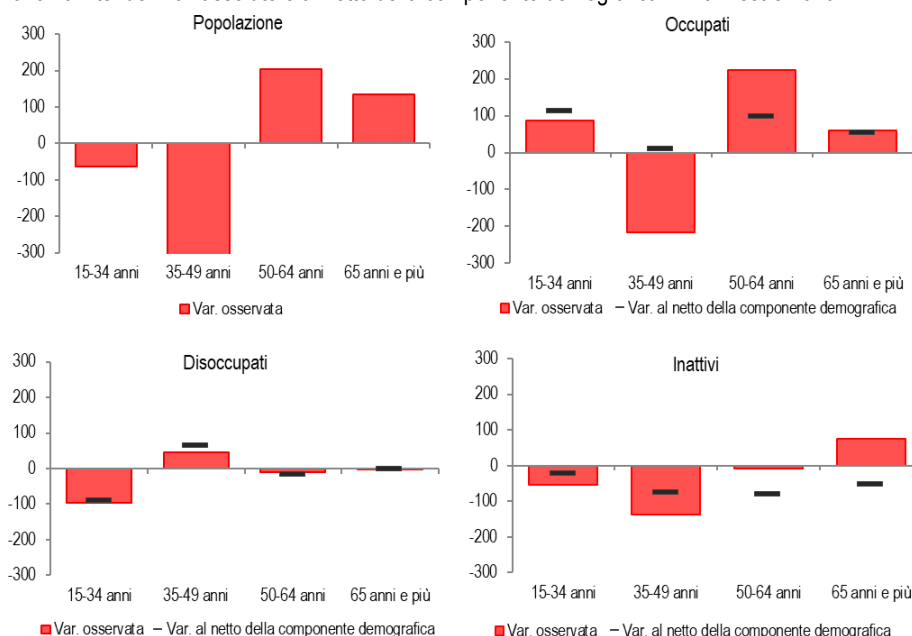 Popolazione
300
200
100
0
-100
-200
-300
15-34 anni 35-49 anni 50-64 anni 65 anni e più
Var. osservata
Occupati
300
200
100
0
-100
-200
-300
15-34 anni 35-49 anni 50-64 anni 65 anni e più
Var. osservata Var. al netto della componente demografica
Disoccupati
300
200
100
0
-100
-200
-300
15-34 anni 35-49 anni 50-64 anni 65 anni e più
Var. osservata Var. al netto della componente demografica
Inattivi
300
200
100
0
-100
-200
-300
15-34 anni 35-49 anni 50-64 anni 65 anni e più
Var. osservata Var. al netto della componente demografica